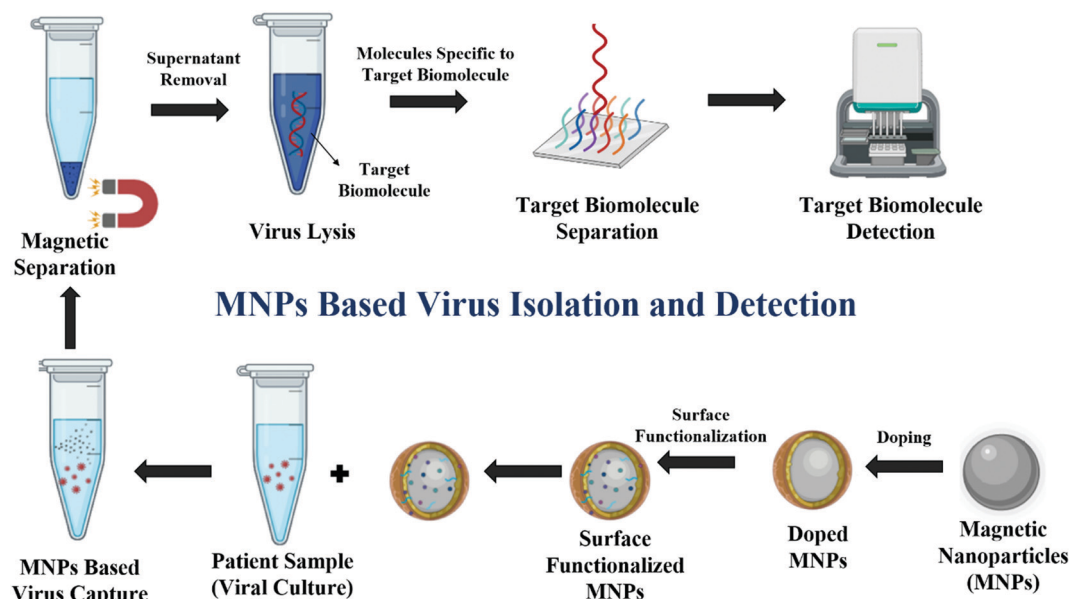 Supernatant
Removal
Molecules Specific to
Target Biomolecule
Target
Biomolecule
Magnetic
Separation
Virus Lysis
Target Biomolecule
Separation
Target Biomolecule
Detection
MNPs Based Virus Isolation and Detection
Surface
Functionalization
Doping
MNPs Based
Virus Capture
Patient Sample
(Viral Culture)
+
Surface
Functionalized
MNPs
Doped
MNPs
Magnetic
Nanoparticles
(MNPs)